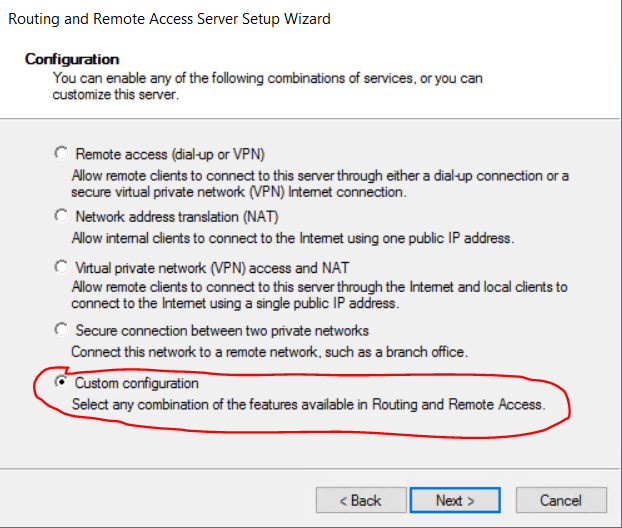 Routing and Remote Access Server Setup Wizard
Configuration
You can enable any of the following combinations of services, or you can
customize this server.
Remote access (dial-up or VPN)
Allow remote clients to connect to this server through either a dial-up connection or a
secure virtual private network (VPN) Internet connection.
Network address translation (NAT)
Allow internal clients to connect to the Internet using one public IP address.
Virtual private network (VPN) access and NAT
Allow remote clients to connect to this server through the Internet and local clients to
connect to the Internet using a single public IP address.
Secure connection between two private networks
Connect this network to a remote network, such as a branch office.
Custom configuration
Select any combination of the features available in Routing and Remote Access.
< Back Next > Cancel